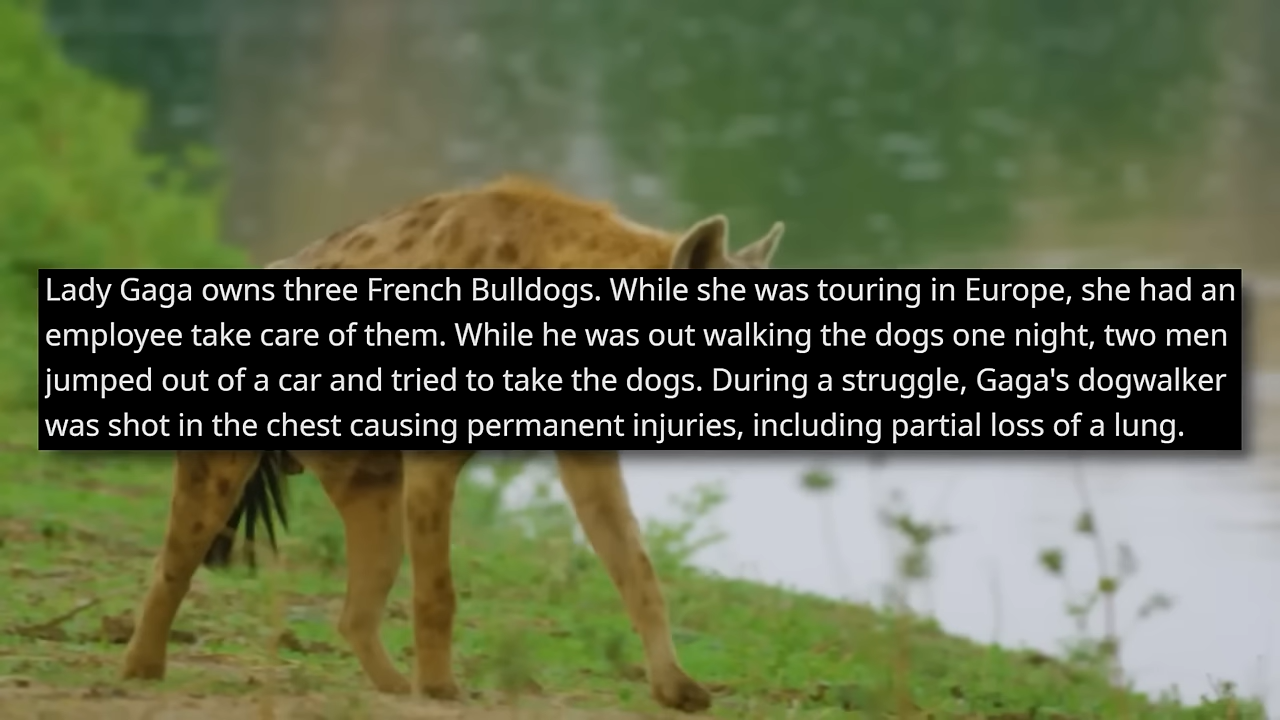 Lady Gaga owns three French Bulldogs. While she was touring in Europe, she had an
employee take care of them. While he was out walking the dogs one night, two men
jumped out of a car and tried to take the dogs. During a struggle, Gaga's dogwalker
was shot in the chest causing permanent injuries, including partial loss of a lung.